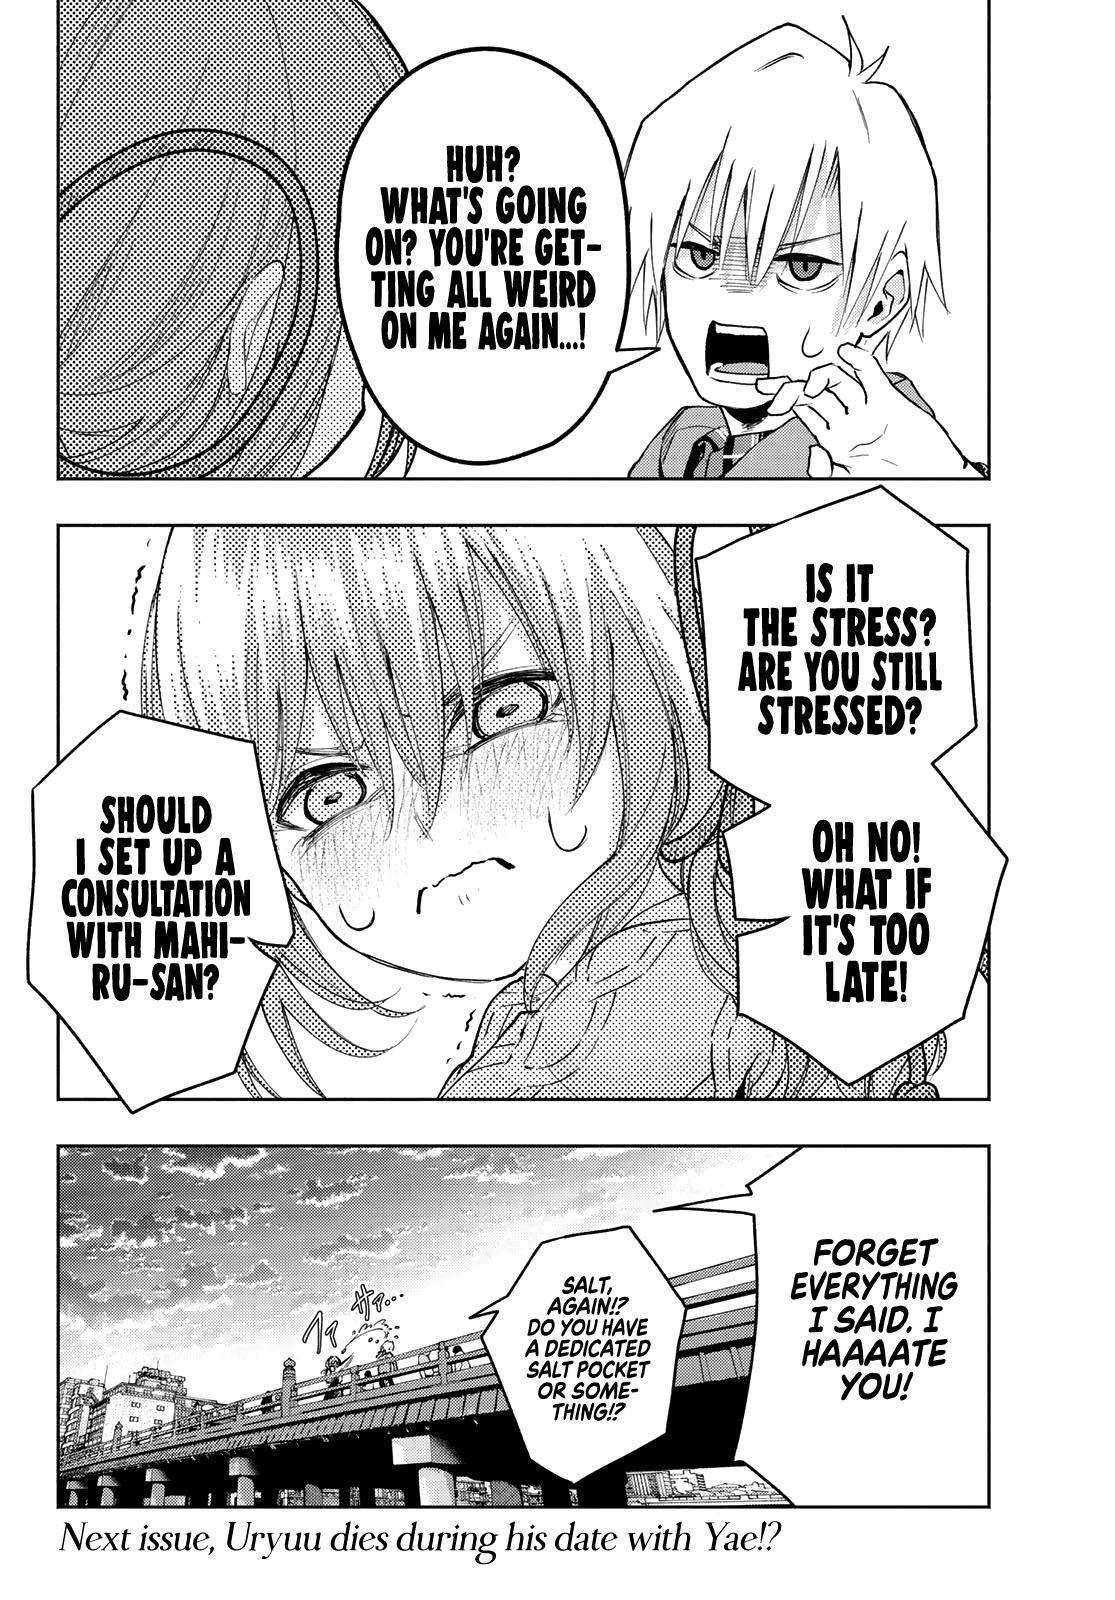 HUH?
WHAT'S GOING
ON? YOU'RE GET-
TING ALL WEIRD
ON ME AGAIN...!
IS IT
THE STRESS?
ARE YOU STILL
STRESSED?
OH NO!
WHAT IF
IT'S TOO
LATE!
SHOULD
I SET UP A
CONSULTATION
WITH MAHI-
RU-SAN?
FORGET
EVERYTHING
I SAID. I
HAAAATE
YOU!
SALT,
AGAIN!?
DO YOU HAVE
A DEDICATED
SALT POCKET
OR SOME-
THING!?
サァ...
Next issue, Uryuu dies during his date with Yae!?